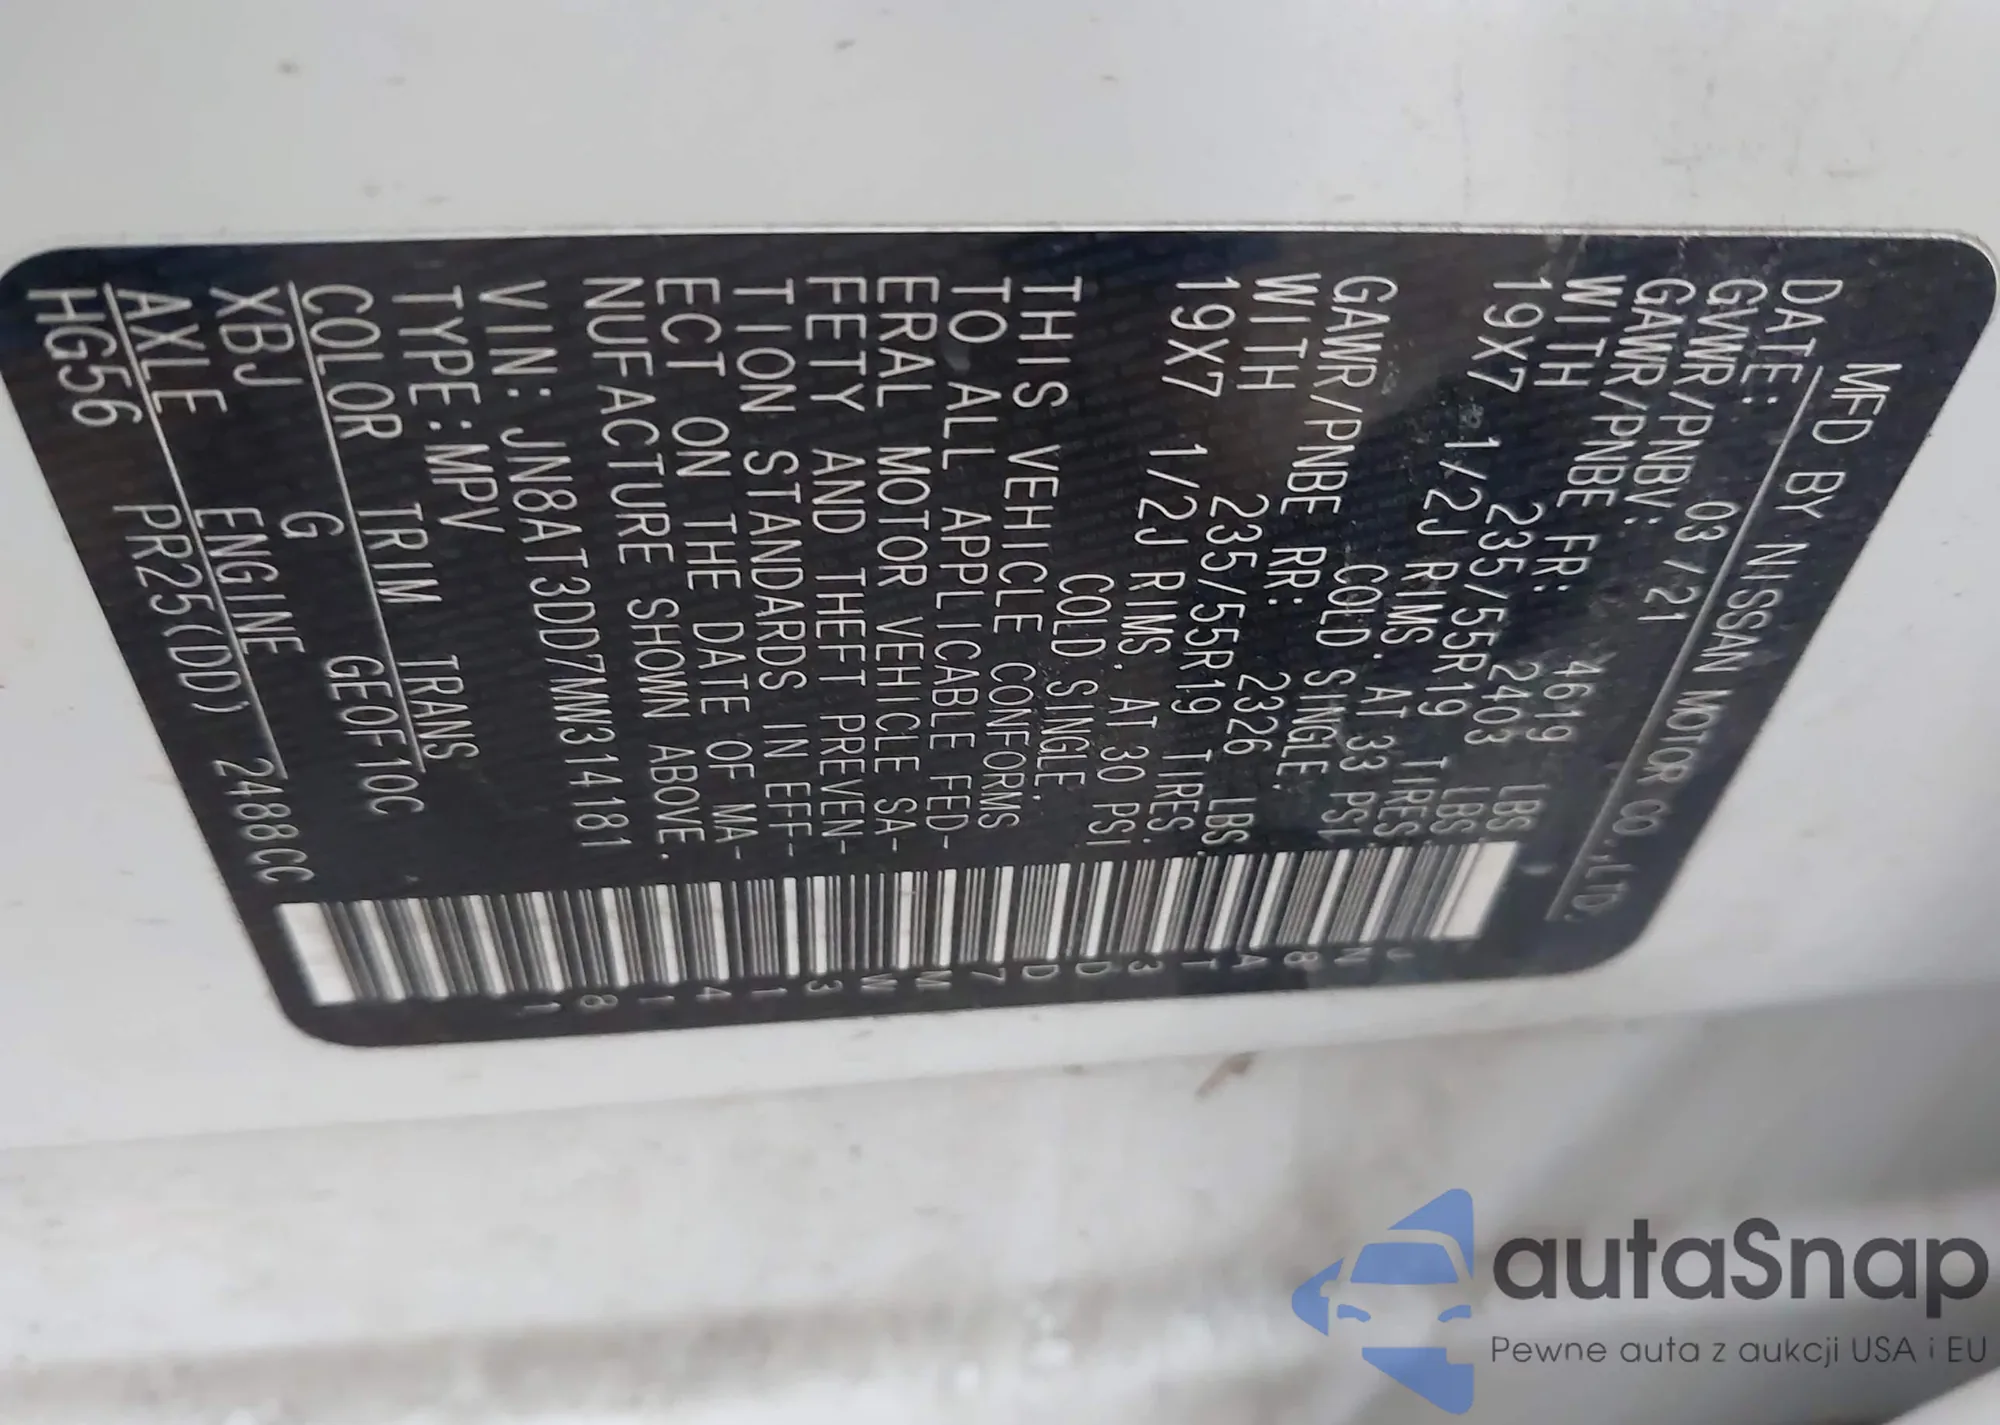 MFD BY NISSAN MOTOR CO.,LTD.
DATE: 03 / 21
GVWR/PNBV: 4619 LBS
GAWR/PNBE FR: 2403 LBS
WITH 235/55R19 TIRES,
19X7 1/2J RIMS, AT 33 PSI
COLD SINGLE.
GAWR/PNBE RR: 2326 LBS
WITH 235/55R19 TIRES,
19X7 1/2J RIMS, AT 30 PSI
COLD SINGLE.
THIS VEHICLE CONFORMS
TO ALL APPLICABLE FED-
ERAL MOTOR VEHICLE SA-
FETY AND THEFT PREVEN-
TION STANDARDS IN EFF-
ECT ON THE DATE OF MA-
NUFACTURE SHOWN ABOVE.
VIN: JN8AT3DD7MW314181
TYPE:MPV
COLOR TRIM TRANS
XBJ G GE0F10C
AXLE ENGINE
HG56 PR25(DD) 2488CC
JN8AT3DD7MW314181
autaSnap
Pewne auta z aukcji USA i EU